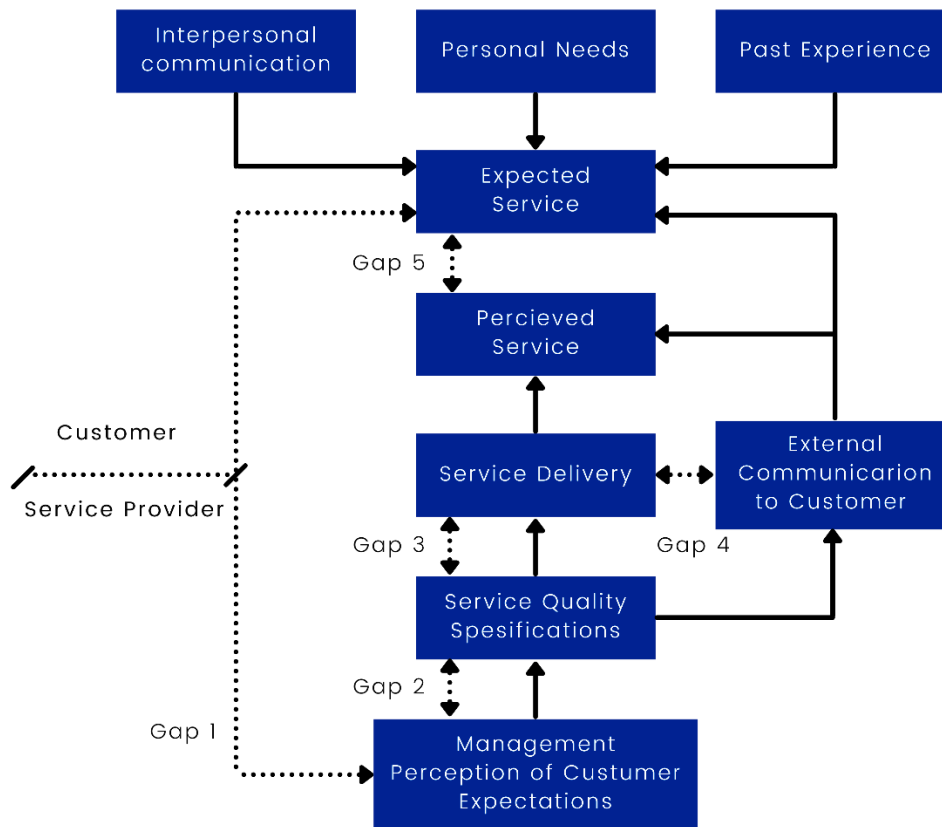 Interpersonal
communication
Personal Needs
Past Experience
Expected
Service
Gap 5
Percieved
Service
Customer
Service Provider
Service Delivery
External
Communicarion
to Customer
Gap 3
Gap 4
Service Quality
Spesifications
Gap 2
Gap 1
Management
Perception of Custumer
Expectations